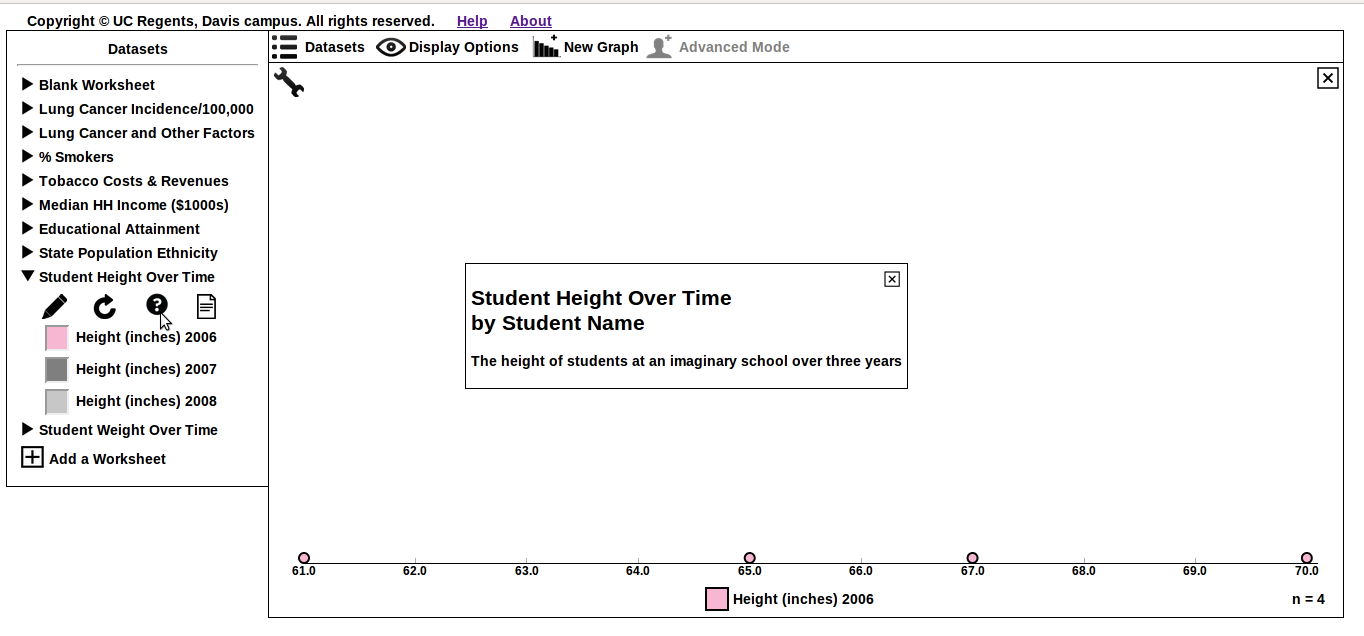 Copyright © UC Regents, Davis campus. All rights reserved. Help About
Datasets
Blank Worksheet
Lung Cancer Incidence/100,000
Lung Cancer and Other Factors
% Smokers
Tobacco Costs & Revenues
Median HH Income ($1000s)
Educational Attainment
State Population Ethnicity
Student Height Over Time
Height (inches) 2006
Height (inches) 2007
Height (inches) 2008
Student Weight Over Time
Add a Worksheet
Datasets Display Options New Graph Advanced Mode
Student Height Over Time
by Student Name
The height of students at an imaginary school over three years
61.0 62.0 63.0 64.0 65.0 66.0 67.0 68.0 69.0 70.0
Height (inches) 2006 n = 4